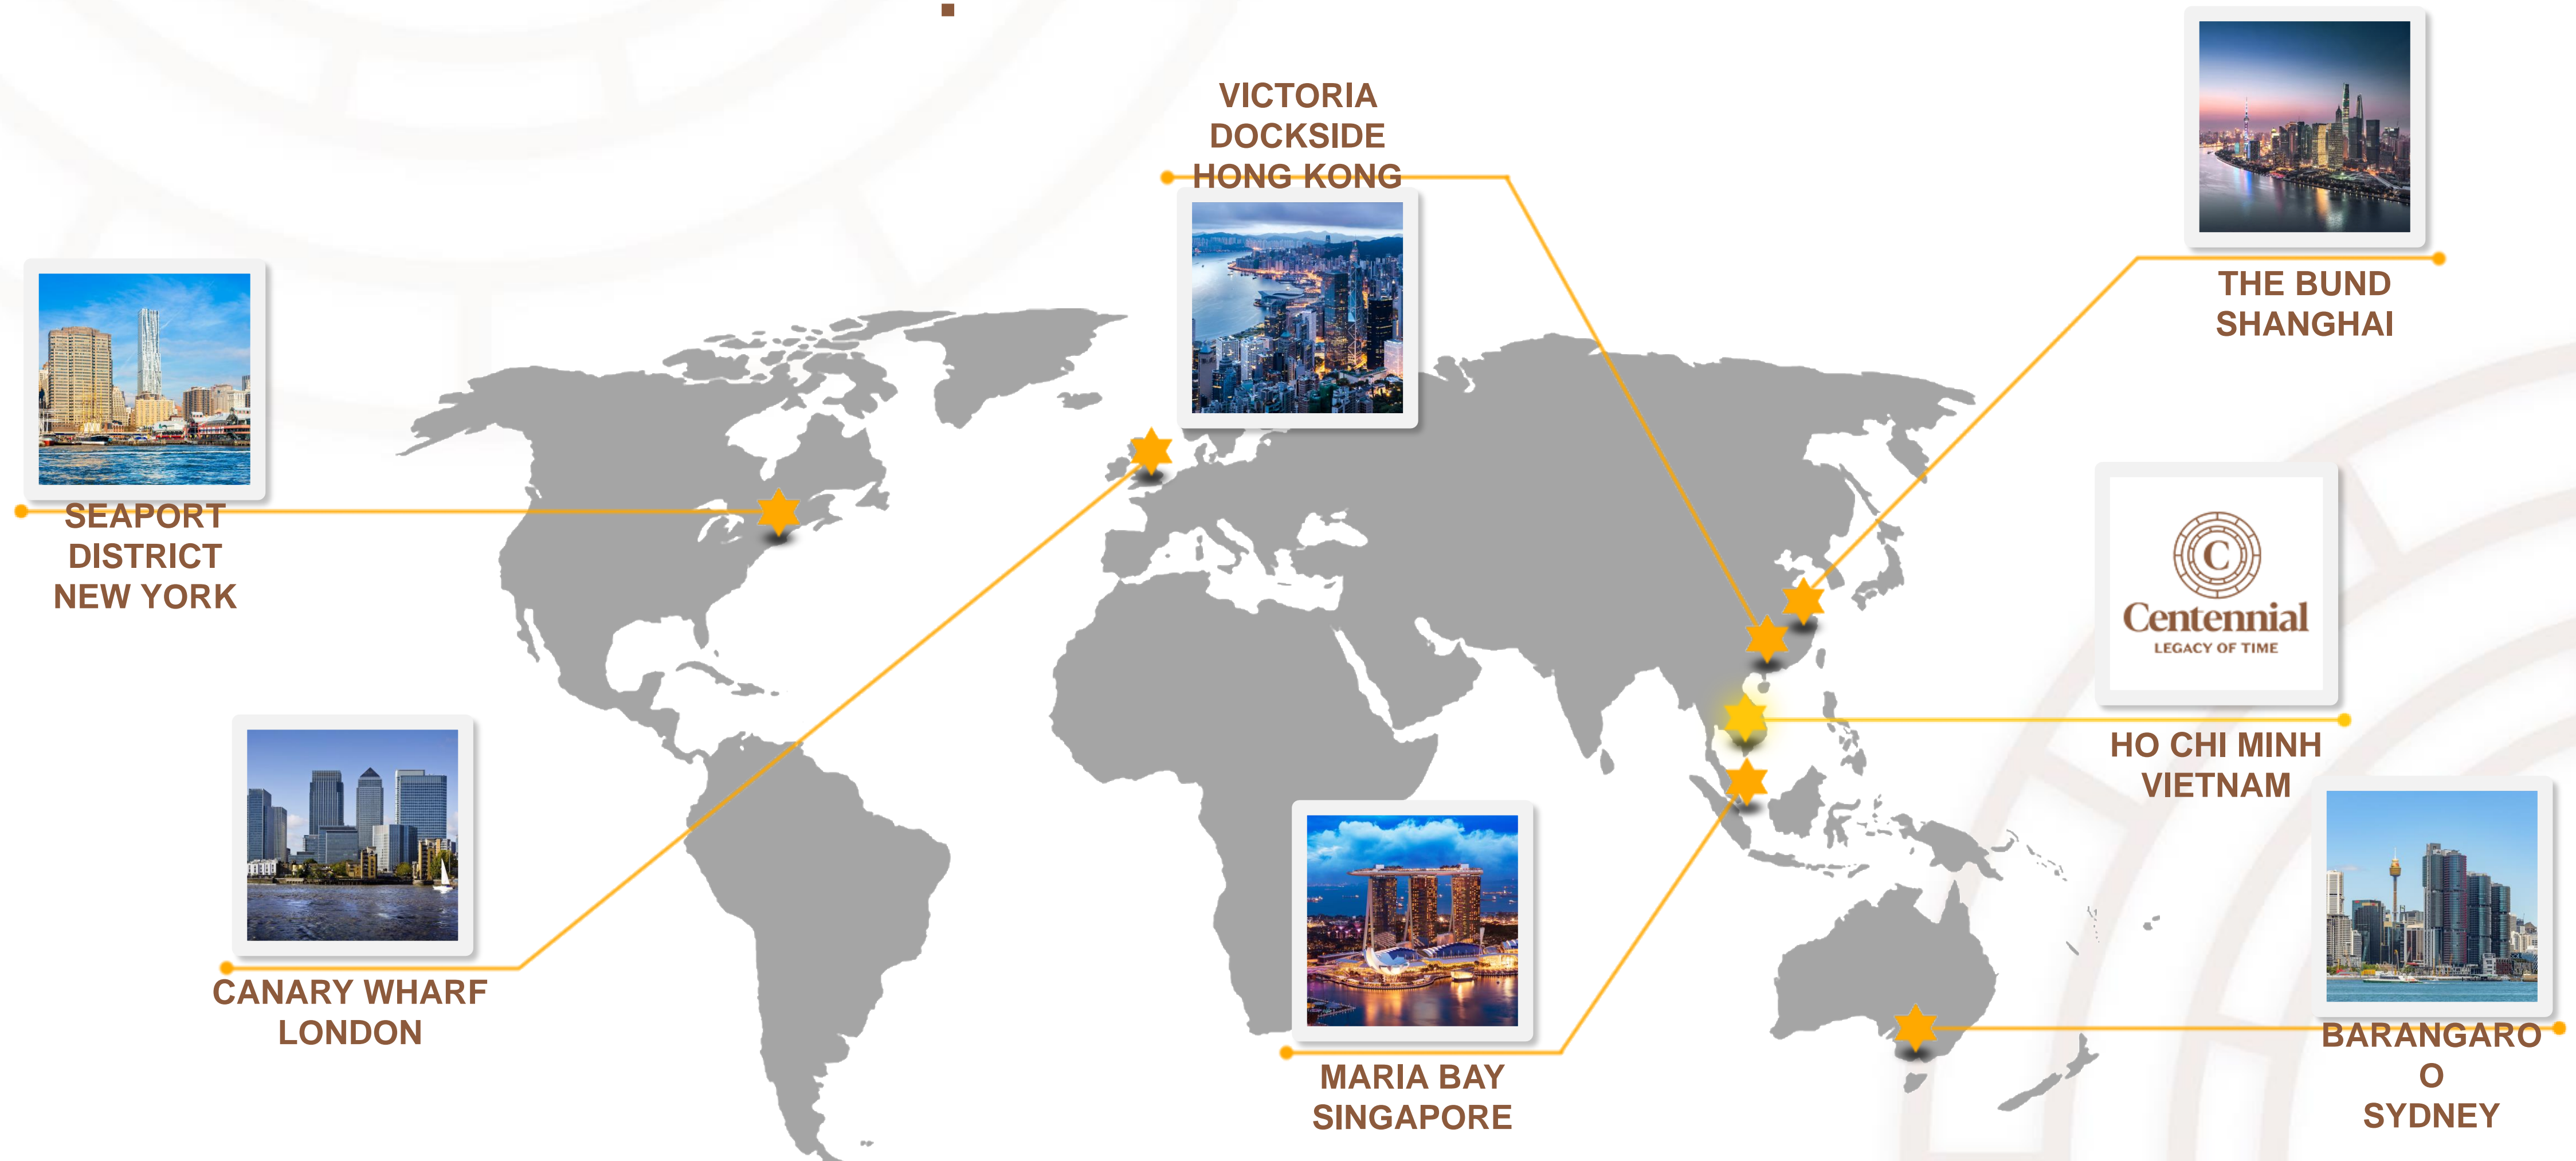 VICTORIA
DOCKSIDE
HONG KONG
THE BUND
SHANGHAI
SEAPORT
DISTRICT
NEW YORK
C
Centennial
LEGACY OF TIME
HO CHI MINH
VIETNAM
CANARY WHARF
LONDON
MARIA BAY
SINGAPORE
BARANGARO
O
SYDNEY